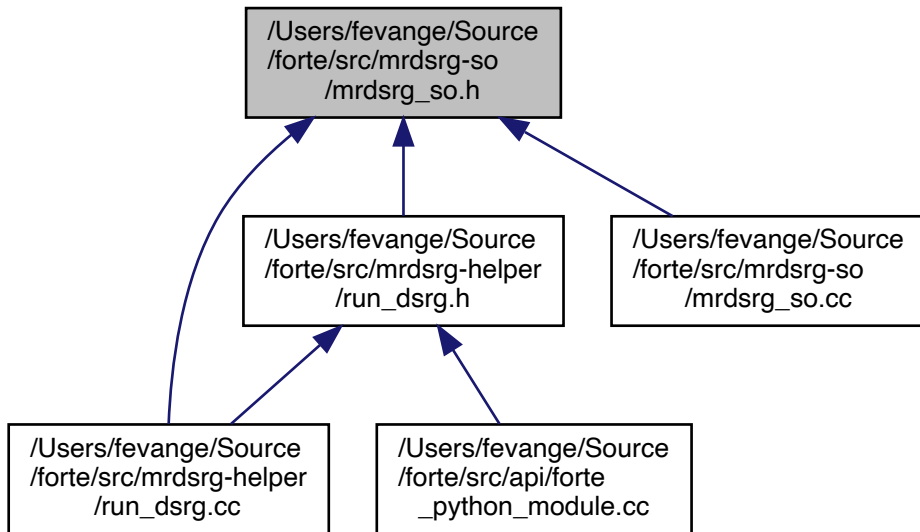 /Users/fevange/Source
/forte/src/mrdsrg-so
/mrdsrg_so.h
/Users/fevange/Source
/forte/src/mrdsrg-helper
/run_dsrg.h
/Users/fevange/Source
/forte/src/mrdsrg-so
/mrdsrg_so.cc
/Users/fevange/Source
/forte/src/mrdsrg-helper
/run_dsrg.cc
/Users/fevange/Source
/forte/src/api/forte
_python_module.cc